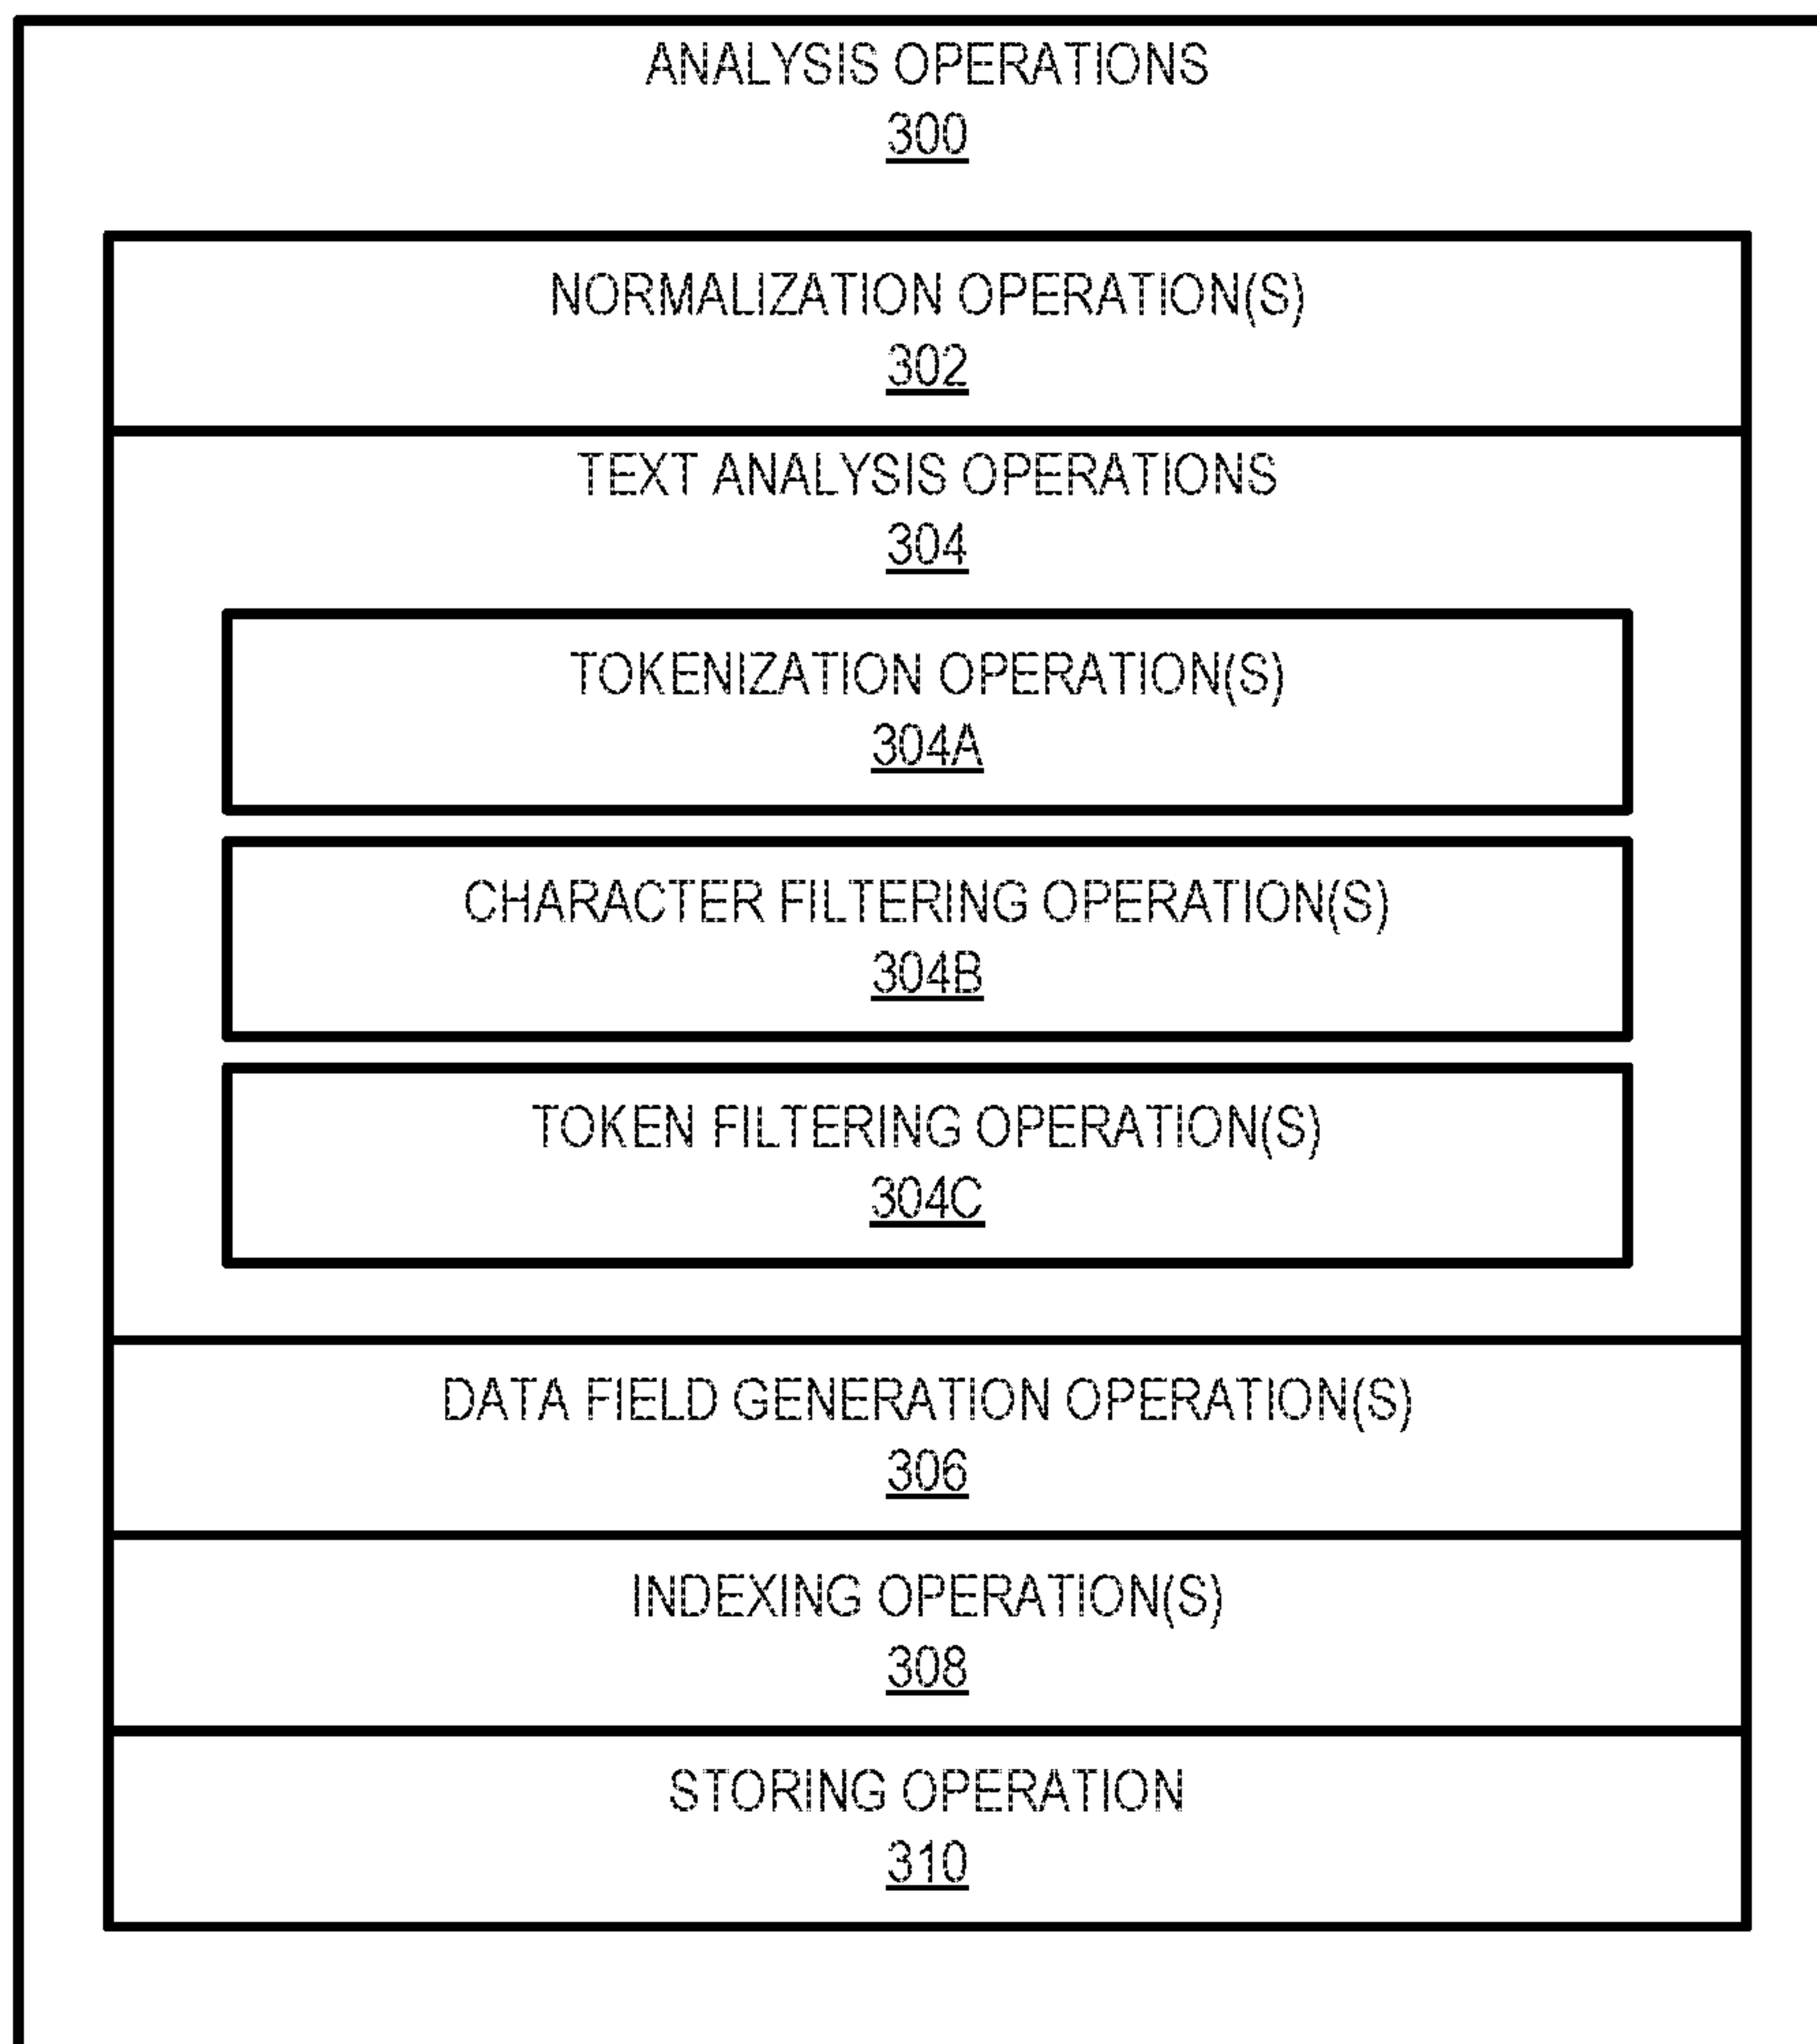 ANALYSIS OPERATIONS
300
NORMALIZATION OPERATION(S)
302
TEXT ANALYSIS OPERATIONS
304
TOKENIZATION OPERATION(S)
304A
CHARACTER FILTERING OPERATION(S)
304B
TOKEN FILTERING OPERATION(S)
304C
DATA FIELD GENERATION OPERATION(S)
306
INDEXING OPERATION(S)
308
STORING OPERATION
310